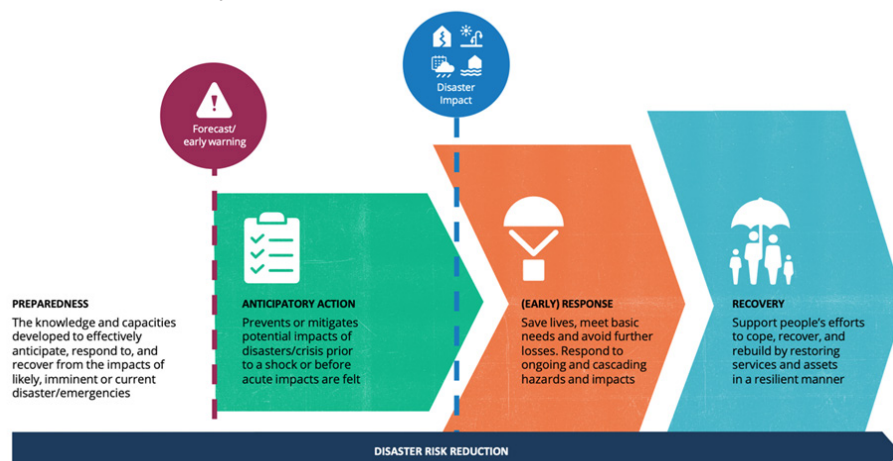 Forecast/
early warning
Disaster
Impact
PREPAREDNESS
The knowledge and capacities
developed to effectively
anticipate, respond to, and
recover from the impacts of
likely, imminent or current
disaster/emergencies
ANTICIPATORY ACTION
Prevents or mitigates
potential impacts of
disasters/crisis prior
to a shock or before
acute impacts are felt
(EARLY) RESPONSE
Save lives, meet basic
needs and avoid further
losses. Respond to
ongoing and cascading
hazards and impacts
RECOVERY
Support people's efforts
to cope, recover, and
rebuild by restoring
services and assets
in a resilient manner
DISASTER RISK REDUCTION